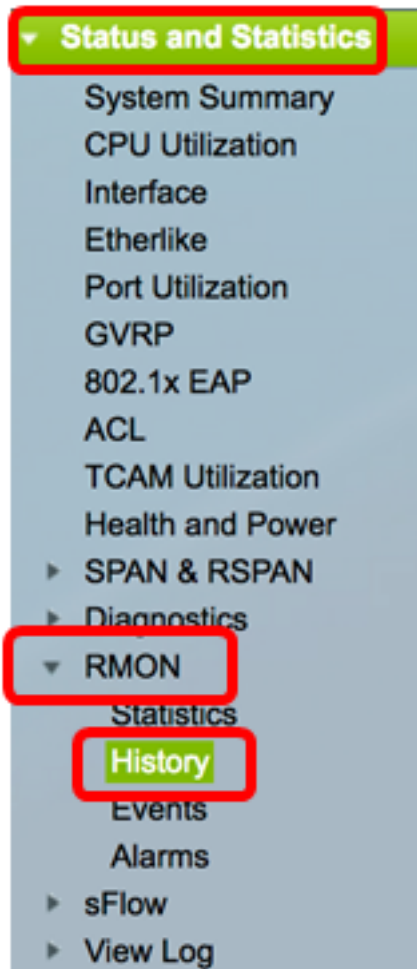 Status and Statistics
System Summary
CPU Utilization
Interface
Etherlike
Port Utilization
GVRP
802.1x EAP
ACL
TCAM Utilization
Health and Power
SPAN & RSPAN
Diagnostics
RMON
Statistics
History
Events
Alarms
sFlow
View Log